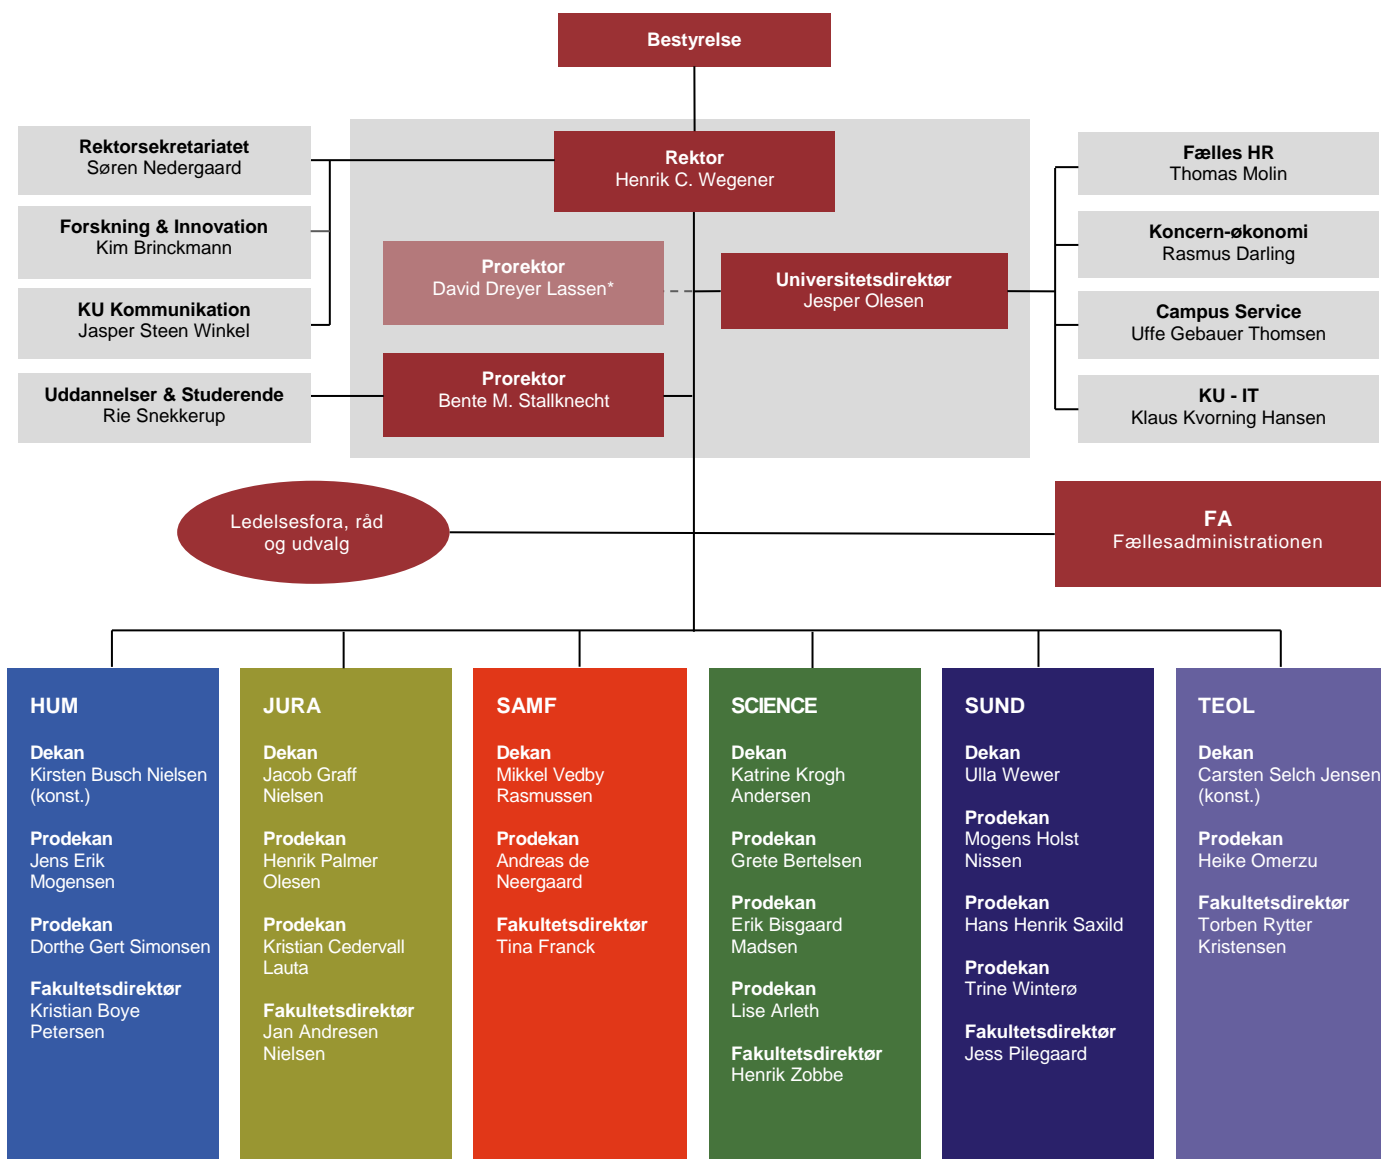 Bestyrelse
Rektor
Henrik C. Wegener
Rektorsekretariatet
Søren Nedergaard
Forskning & Innovation
Kim Brinckmann
KU Kommunikation
Jasper Steen Winkel
Uddannelser & Studerende
Rie Snekkerup
Prorektor
David Dreyer Lassen*
Prorektor
Bente M. Stallknecht
Universitetsdirektør
Jesper Olesen
Fælles HR
Thomas Molin
Koncern-økonomi
Rasmus Darling
Campus Service
Uffe Gebauer Thomsen
KU - IT
Klaus Kvorning Hansen
Ledelsesfora, råd
og udvalg
FA
Fællesadministrationen
HUM
Dekan
Kirsten Busch Nielsen
(konst.)
Prodekan
Jens Erik
Mogensen
Prodekan
Dorthe Gert Simonsen
Fakultetsdirektør
Kristian Boye
Petersen
JURA
Dekan
Jacob Graff
Nielsen
Prodekan
Henrik Palmer
Olesen
Prodekan
Kristian Cedervall
Lauta
Fakultetsdirektør
Jan Andresen
Nielsen
SAMF
Dekan
Mikkel Vedby
Rasmussen
Prodekan
Andreas de
Neergaard
Fakultetsdirektør
Tina Franck
SCIENCE
Dekan
Katrine Krogh
Andersen
Prodekan
Grete Bertelsen
Prodekan
Erik Bisgaard
Madsen
Prodekan
Lise Arleth
Fakultetsdirektør
Henrik Zobbe
SUND
Dekan
Ulla Wewer
Prodekan
Mogens Holst
Nissen
Prodekan
Hans Henrik Saxild
Prodekan
Trine Winterø
Fakultetsdirektør
Jess Pilegaard
TEOL
Dekan
Carsten Selch Jensen
(konst.)
Prodekan
Heike Omerzu
Fakultetsdirektør
Torben Rytter
Kristensen